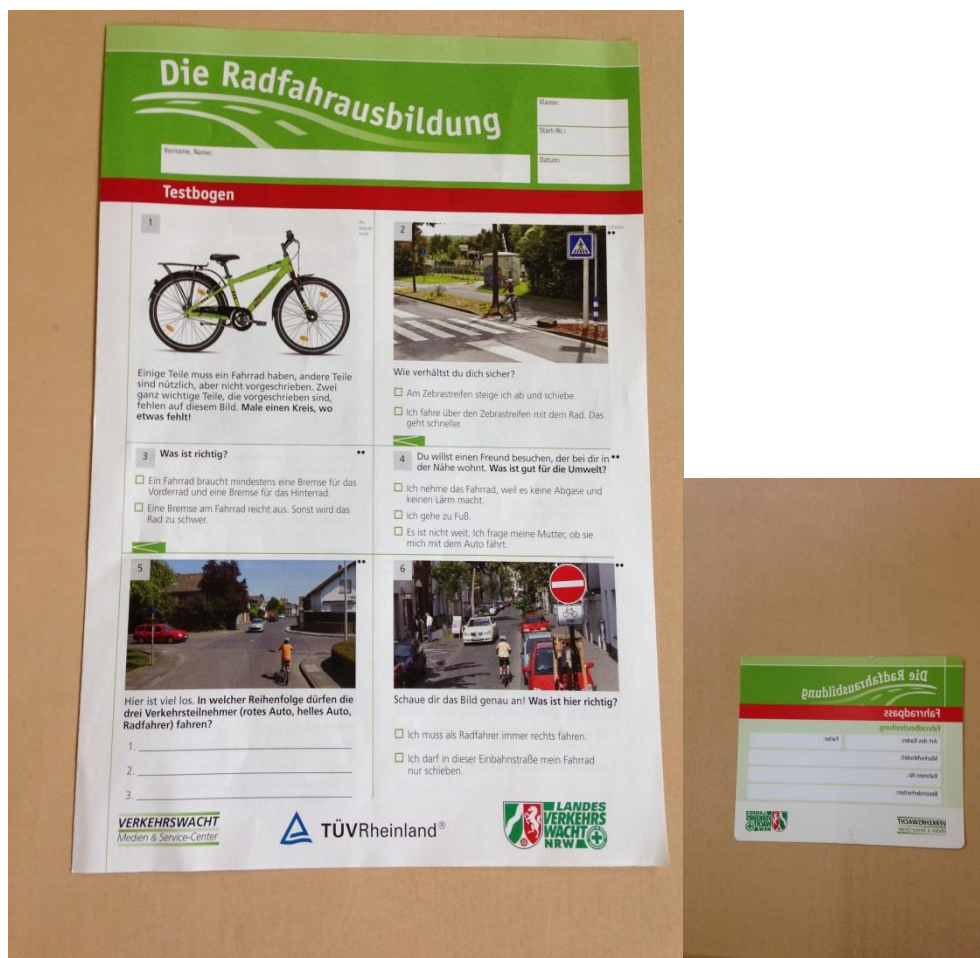 Die Radfahrausbildung
Klasse:
Start-Nr.:
Datum:
Vorname, Name:
Testbogen
1
Einige Teile muss ein Fahrrad haben, andere Teile
sind nützlich, aber nicht vorgeschrieben. Zwei
ganz wichtige Teile, die vorgeschrieben sind,
fehlen auf diesem Bild. Male einen Kreis, wo
etwas fehlt!
2
Wie verhältst du dich sicher?
Am Zebrastreifen steige ich ab und schiebe.
Ich fahre über den Zebrastreifen mit dem Rad. Das
geht schneller.
3 Was ist richtig?
Ein Fahrrad braucht mindestens eine Bremse für das
Vorderrad und eine Bremse für das Hinterrad.
Eine Bremse am Fahrrad reicht aus. Sonst wird das
Rad zu schwer.
4 Du willst einen Freund besuchen, der bei dir in
der Nähe wohnt. Was ist gut für die Umwelt?
Ich nehme das Fahrrad, weil es keine Abgase und
keinen Lärm macht.
Ich gehe zu Fuß.
Es ist nicht weit. Ich frage meine Mutter, ob sie
mich mit dem Auto fährt.
5
Hier ist viel los. In welcher Reihenfolge dürfen die
drei Verkehrsteilnehmer (rotes Auto, helles Auto,
Radfahrer) fahren?
1.
2.
3.
6
Schaue dir das Bild genau an! Was ist hier richtig?
Ich muss als Radfahrer immer rechts fahren.
Ich darf in dieser Einbahnstraße mein Fahrrad
nur schieben.
VERKEHRSWACHT
Medien & Service-Center
TÜVRheinland®
LANDES
VERKEHRS
WACHT
NRW
Die Radfahrausbildung
Fahrradpass
Fahrradbeschreibung:
Art des Rades:
Farbe:
Marke/Modell:
Rahmen-Nr.:
Besonderheiten:
VERKEHRSWACHT
Medien & Service-Center
LANDES
VERKEHRS
WACHT
NRW